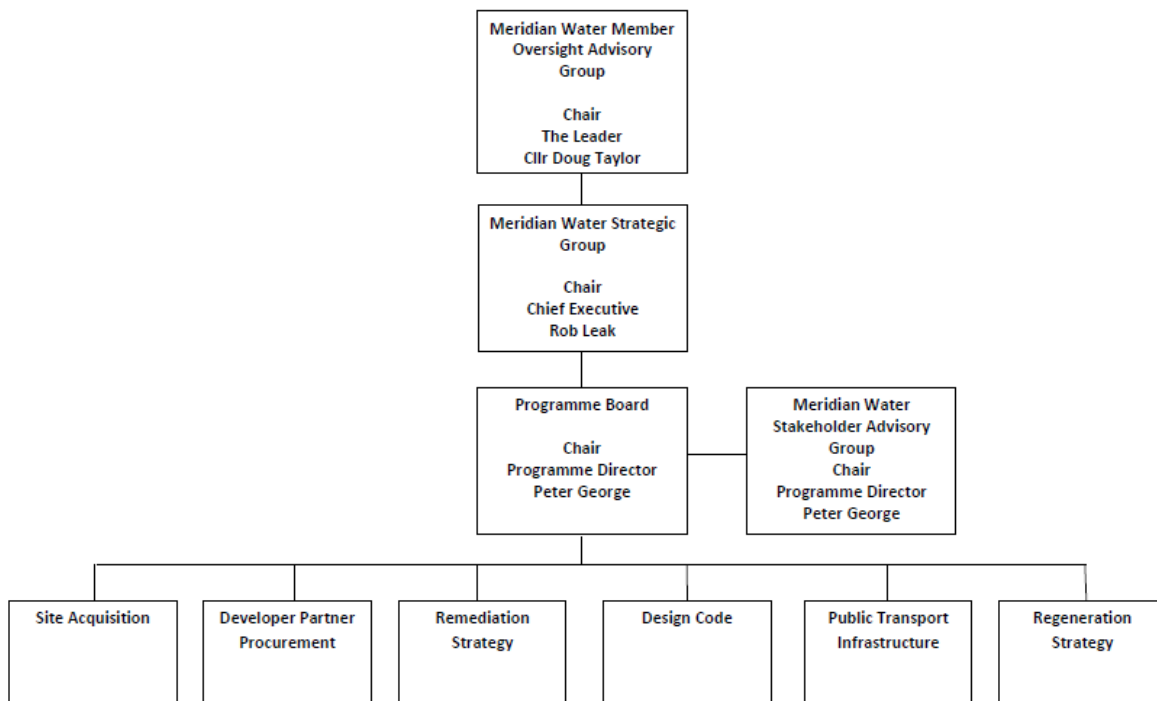 Meridian Water Member
Oversight Advisory
Group
Chair
The Leader
Cllr Doug Taylor
Meridian Water Strategic
Group
Chair
Chief Executive
Rob Leak
Programme Board
Chair
Programme Director
Peter George
Meridian Water
Stakeholder Advisory
Group
Chair
Programme Director
Peter George
Site Acquisition
Developer Partner
Procurement
Remediation
Strategy
Design Code
Public Transport
Infrastructure
Regeneration
Strategy